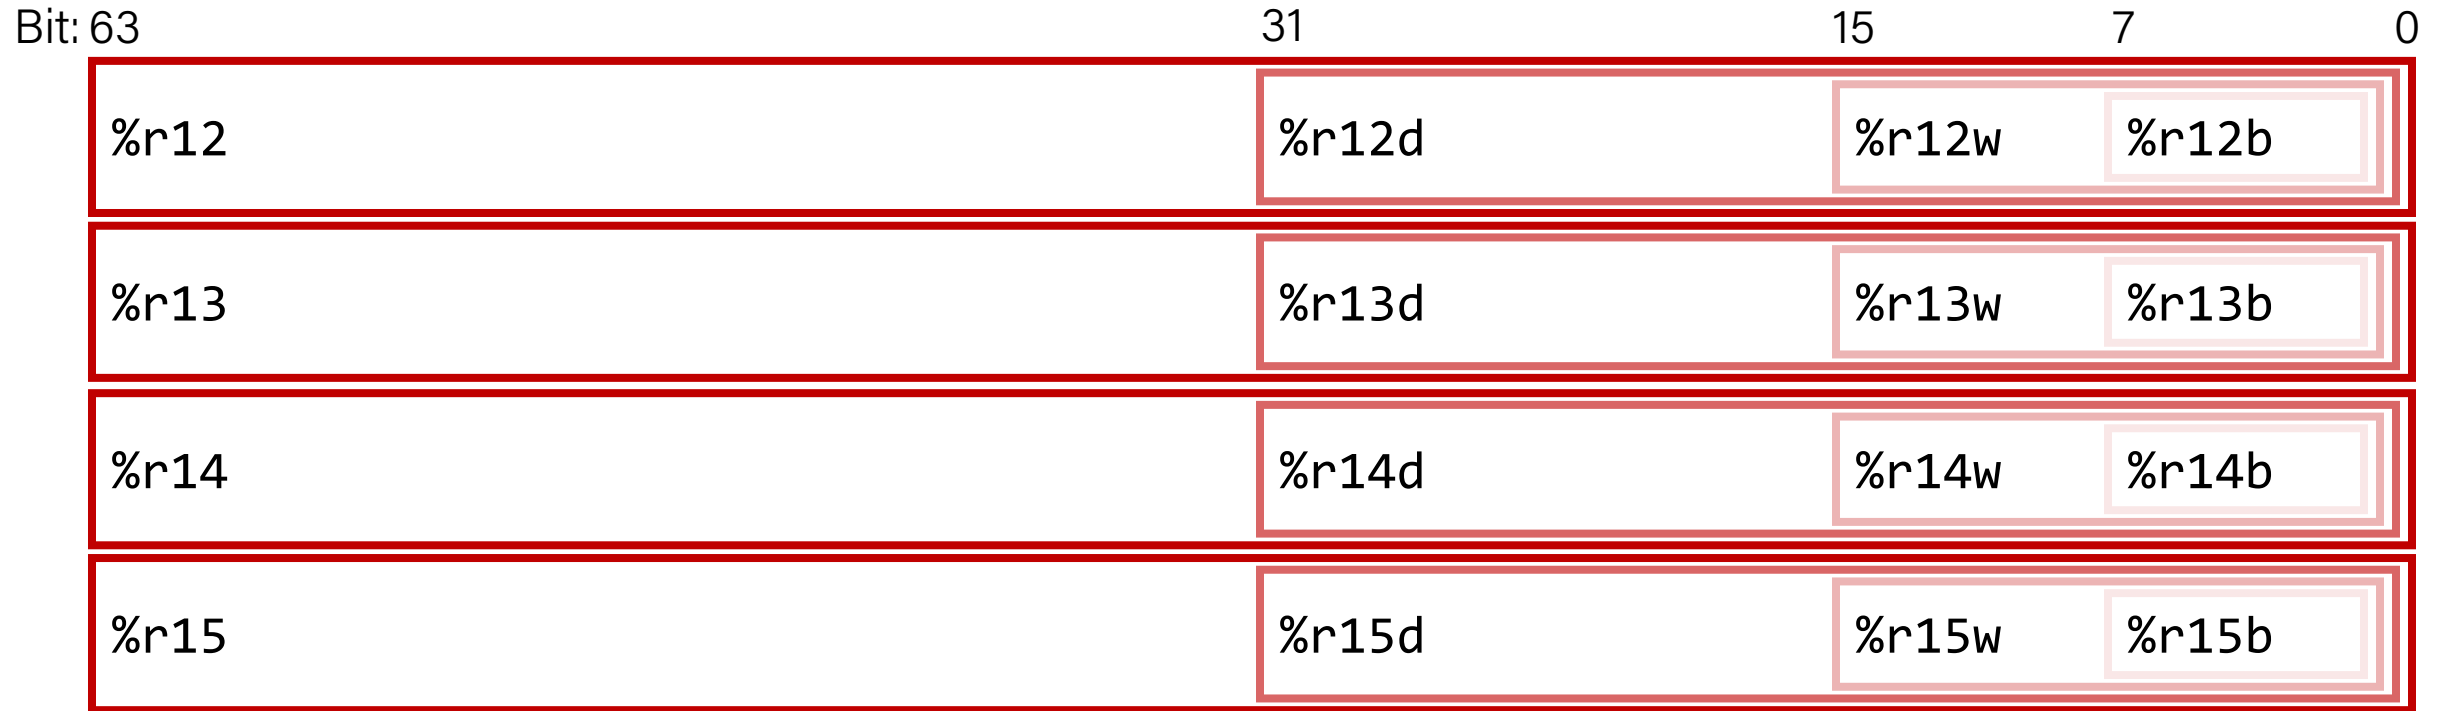 Bit: 63 31 15 7 0
%r12 %r12d %r12w %r12b
%r13 %r13d %r13w %r13b
%r14 %r14d %r14w %r14b
%r15 %r15d %r15w %r15b